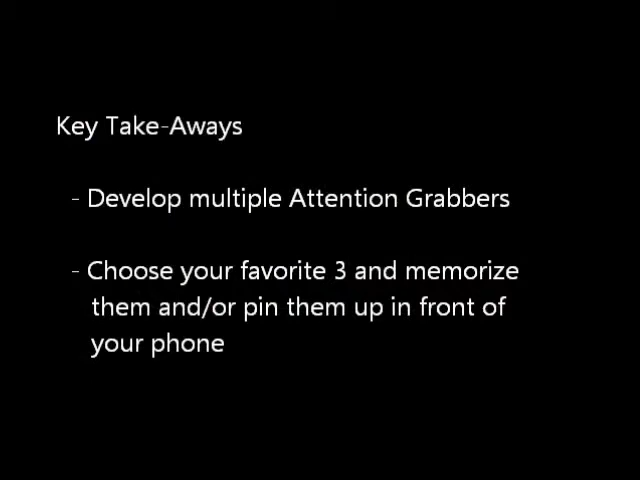 Key Take-Aways
- Develop multiple Attention Grabbers
- Choose your favorite 3 and memorize
them and/or pin them up in front of
your phone